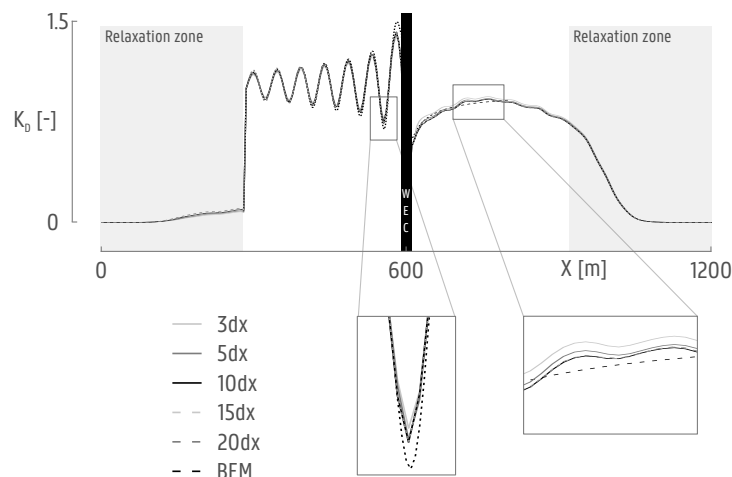 1.5
Relaxation zone
Relaxation zone
K_D [-]
0
W
E
C
0
600
X [m]
1200
3dx
5dx
10dx
15dx
20dx
BEM